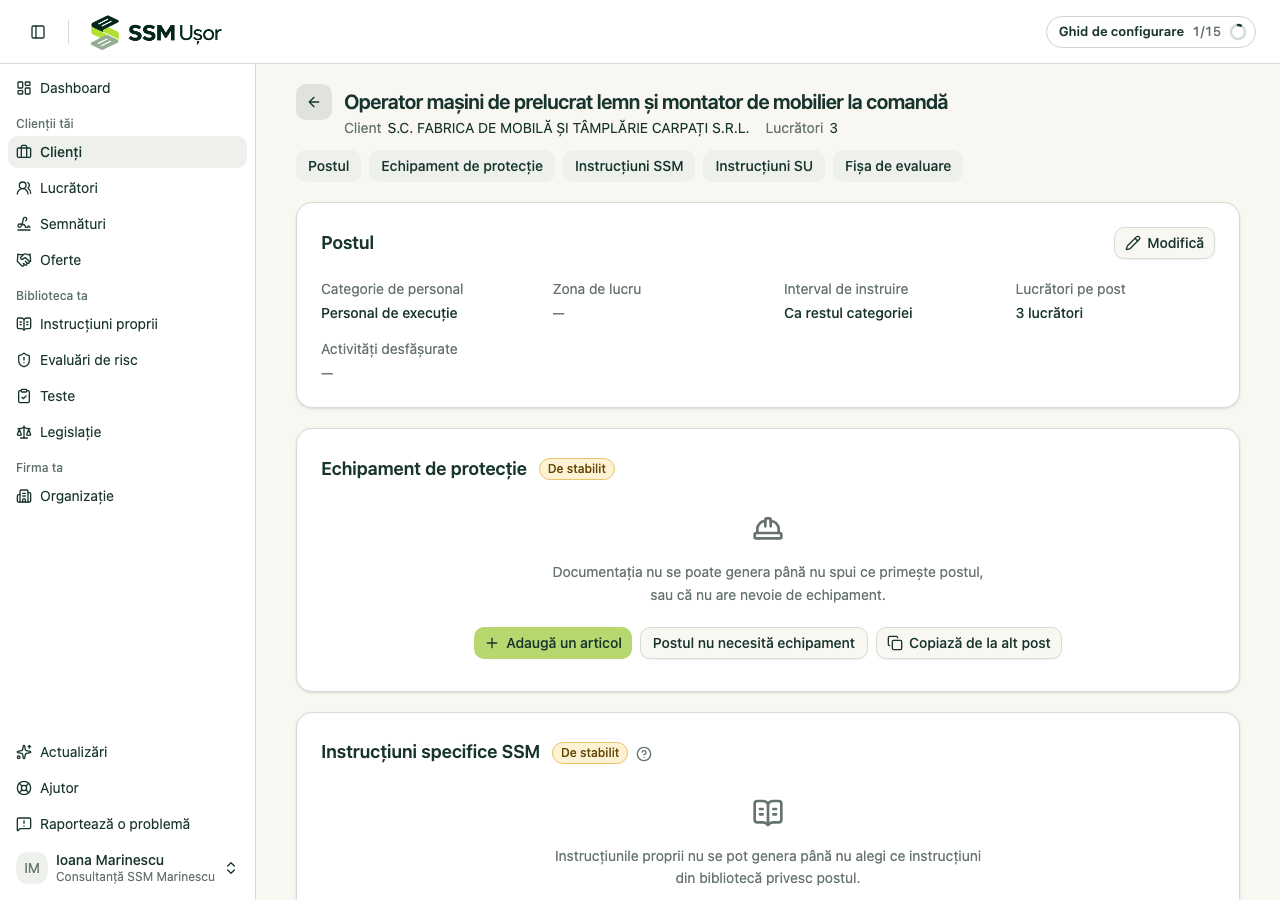 SSM Ușor
Ghid de configurare 1/15
Dashboard
Clienții tăi
Clienți
Lucrători
Semnături
Oferte
Biblioteca ta
Instrucțiuni proprii
Evaluări de risc
Teste
Legislație
Firma ta
Organizație
Actualizări
Ajutor
Raportează o problemă
IM
Ioana Marinescu
Consultanță SSM Marinescu
Operator mașini de prelucrat lemn și montator de mobilier la comandă
Client S.C. FABRICA DE MOBILĂ ȘI TÂMPLĂRIE CARPAȚI S.R.L. Lucrători 3
Postul Echipament de protecție Instrucțiuni SSM Instrucțiuni SU Fișa de evaluare
Postul
Modifică
Categorie de personal Zona de lucru Interval de instruire Lucrători pe post
Personal de execuție — Ca restul categoriei 3 lucrători
Activități desfășurate
—
Echipament de protecție De stabilit
Documentația nu se poate genera până nu spui ce primește postul,
sau că nu are nevoie de echipament.
Adaugă un articol Postul nu necesită echipament Copiază de la alt post
Instrucțiuni specifice SSM De stabilit
Instrucțiunile proprii nu se pot genera până nu alegi ce instrucțiuni
din bibliotecă privesc postul.